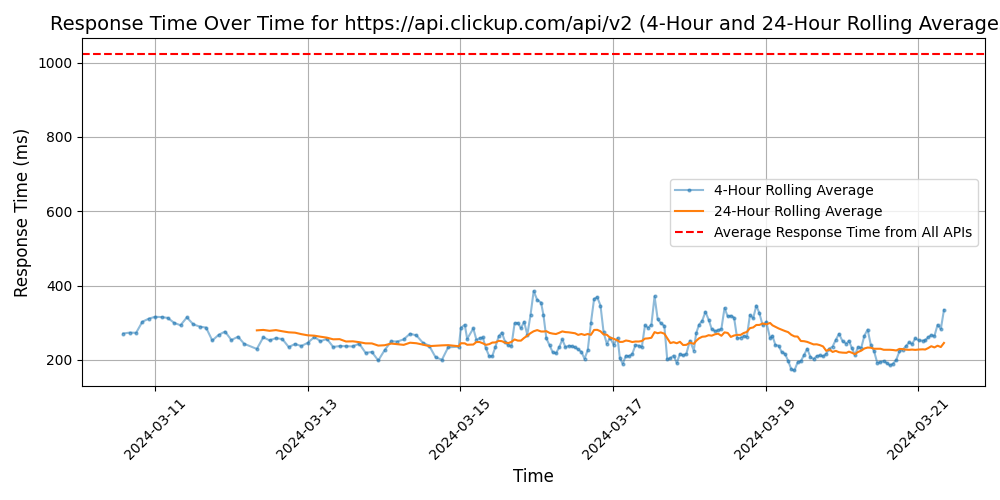 Response Time Over Time for https://api.clickup.com/api/v2 (4-Hour and 24-Hour Rolling Average
1000
800
600
400
200
Response Time (ms)
4-Hour Rolling Average
24-Hour Rolling Average
Average Response Time from All APIs
2024-03-11
2024-03-13
2024-03-15
2024-03-17
2024-03-19
2024-03-21
Time